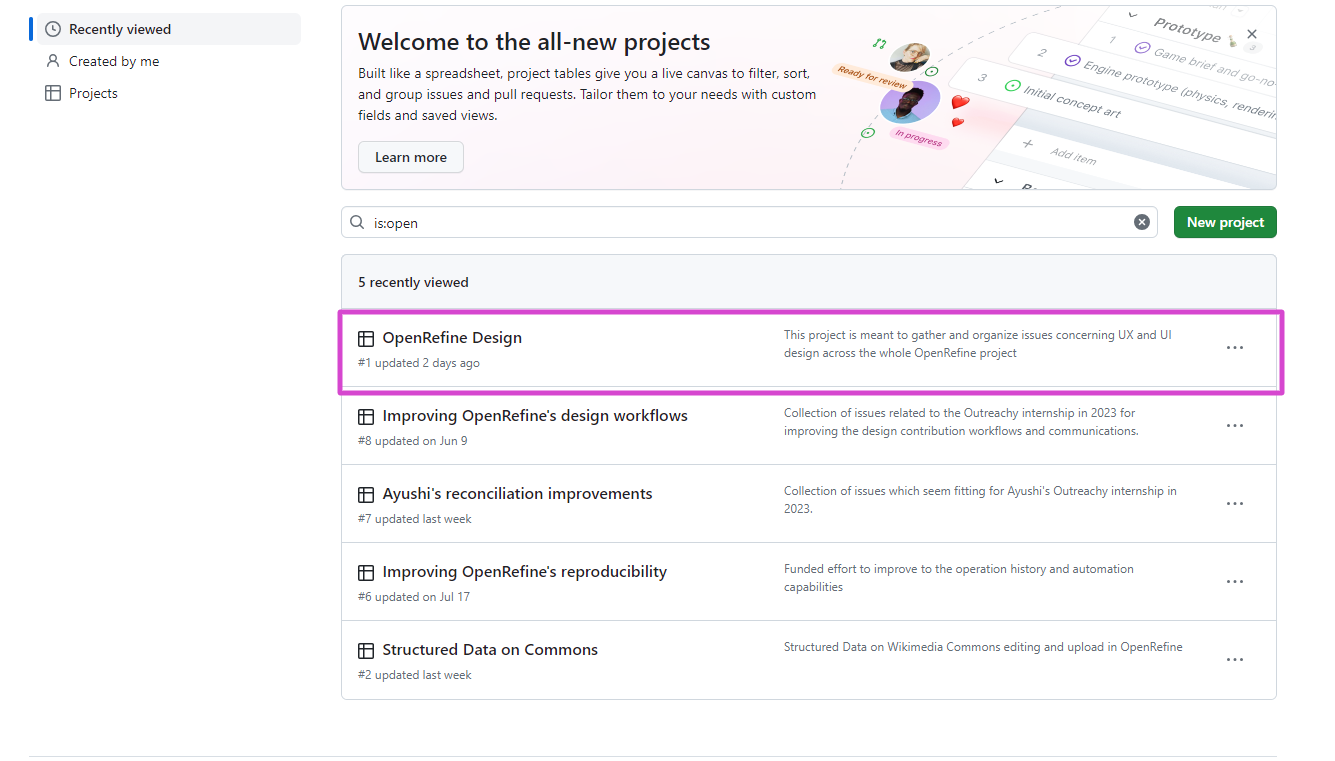 Recently viewed
Created by me
Projects
Welcome to the all-new projects
Built like a spreadsheet, project tables give you a live canvas to filter, sort,
and group issues and pull requests. Tailor them to your needs with custom
fields and saved views.
Learn more
Ready for review
In progress
Prototype
3
1 Game brief and go-no
2 Engine prototype (physics, renderin
3 Initial concept art
Add item
is:open
New project
5 recently viewed
OpenRefine Design
#1 updated 2 days ago
This project is meant to gather and organize issues concerning UX and UI
design across the whole OpenRefine project
Improving OpenRefine's design workflows
#8 updated on Jun 9
Collection of issues related to the Outreachy internship in 2023 for
improving the design contribution workflows and communications.
Ayushi's reconciliation improvements
#7 updated last week
Collection of issues which seem fitting for Ayushi's Outreachy internship in
2023.
Improving OpenRefine's reproducibility
#6 updated on Jul 17
Funded effort to improve to the operation history and automation
capabilities
Structured Data on Commons
#2 updated last week
Structured Data on Wikimedia Commons editing and upload in OpenRefine